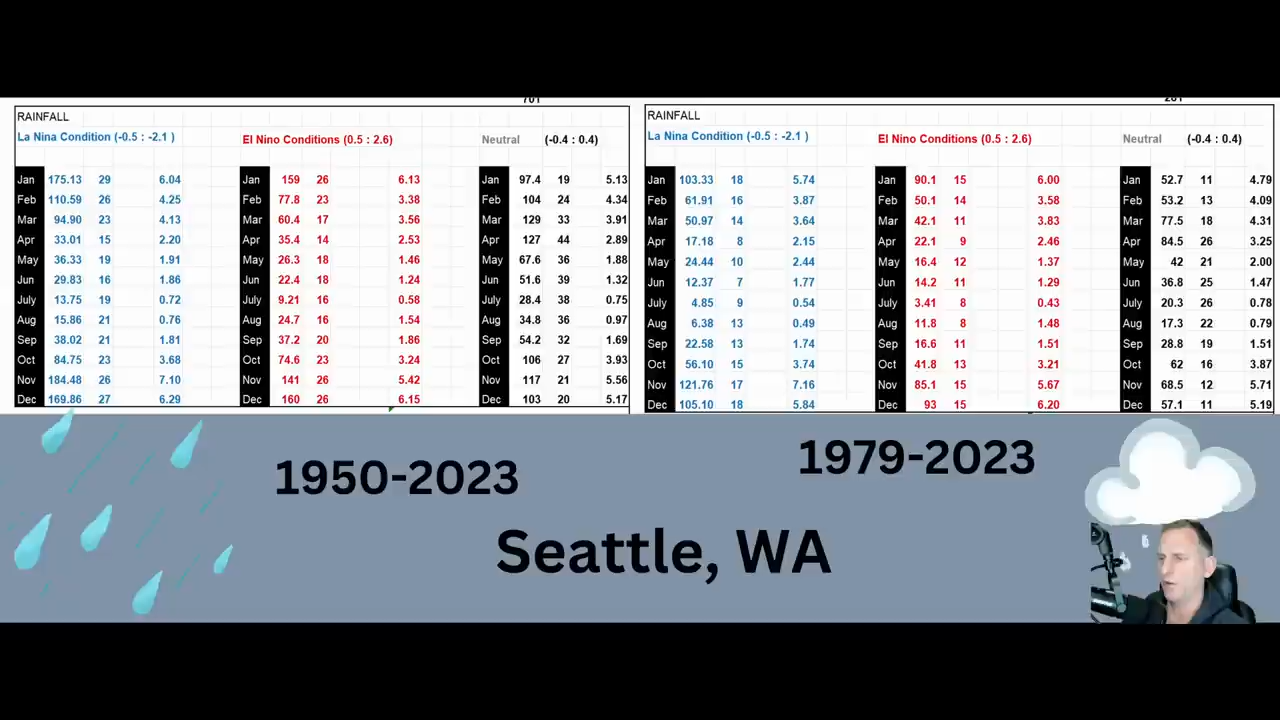 701
RAINFALL
La Nina Condition (-0.5 : -2.1 ) El Nino Conditions (0.5 : 2.6) Neutral (-0.4 : 0.4)
Jan 175.13 29 6.04 Jan 159 26 6.13 Jan 97.4 19 5.13
Feb 110.59 26 4.25 Feb 77.8 23 3.38 Feb 104 24 4.34
Mar 94.90 23 4.13 Mar 60.4 17 3.56 Mar 129 33 3.91
Apr 33.01 15 2.20 Apr 35.4 14 2.53 Apr 127 44 2.89
May 36.33 19 1.91 May 26.3 18 1.46 May 67.6 36 1.88
Jun 29.83 16 1.86 Jun 22.4 18 1.24 Jun 51.6 39 1.32
July 13.75 19 0.72 July 9.21 16 0.58 July 28.4 38 0.75
Aug 15.86 21 0.76 Aug 24.7 16 1.54 Aug 34.8 36 0.97
Sep 38.02 21 1.81 Sep 37.2 20 1.86 Sep 54.2 32 1.69
Oct 84.75 23 3.68 Oct 74.6 23 3.24 Oct 106 27 3.93
Nov 184.48 26 7.10 Nov 141 26 5.42 Nov 117 21 5.56
Dec 169.86 27 6.29 Dec 160 26 6.15 Dec 103 20 5.17
RAINFALL
La Nina Condition (-0.5 : -2.1 ) El Nino Conditions (0.5 : 2.6) Neutral (-0.4 : 0.4)
Jan 103.33 18 5.74 Jan 90.1 15 6.00 Jan 52.7 11 4.79
Feb 61.91 16 3.87 Feb 50.1 14 3.58 Feb 53.2 13 4.09
Mar 50.97 14 3.64 Mar 42.1 11 3.83 Mar 77.5 18 4.31
Apr 17.18 8 2.15 Apr 22.1 9 2.46 Apr 84.5 26 3.25
May 24.44 10 2.44 May 16.4 12 1.37 May 42 21 2.00
Jun 12.37 7 1.77 Jun 14.2 11 1.29 Jun 36.8 25 1.47
July 4.85 9 0.54 July 3.41 8 0.43 July 20.3 26 0.78
Aug 6.38 13 0.49 Aug 11.8 8 1.48 Aug 17.3 22 0.79
Sep 22.58 13 1.74 Sep 16.6 11 1.51 Sep 28.8 19 1.51
Oct 56.10 15 3.74 Oct 41.8 13 3.21 Oct 62 16 3.87
Nov 121.76 17 7.16 Nov 85.1 15 5.67 Nov 68.5 12 5.71
Dec 105.10 18 5.84 Dec 93 15 6.20 Dec 57.1 11 5.19
1950-2023
1979-2023
Seattle, WA